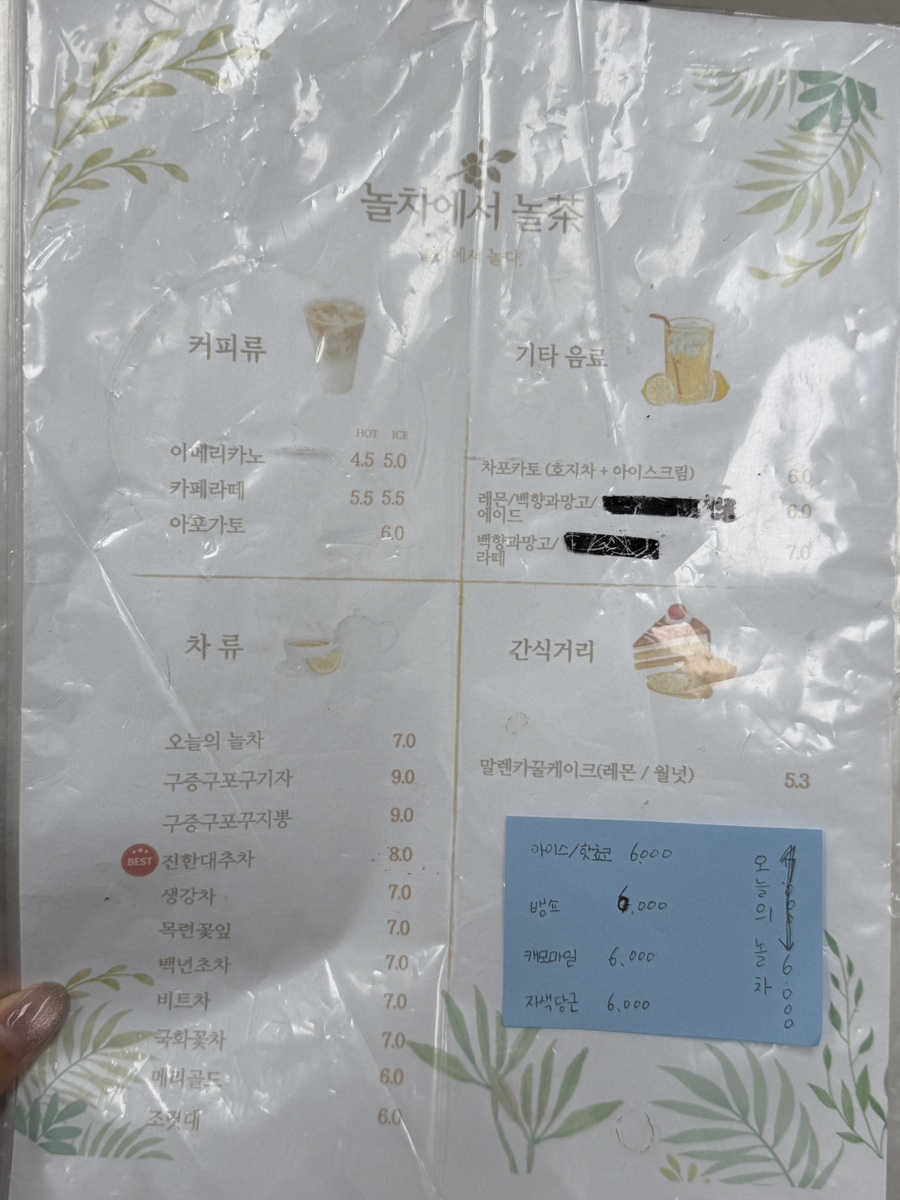 놀차에서 놀茶
에서 놀다.
커피류
HOT ICE
아메리카노 4.5 5.0
카페라떼 5.5 5.5
아포가토 6.0
기타 음료
차포카토 (호지차 + 아이스크림) 6.0
레몬/백향과망고/
에이드 6.0
백향과망고/
라떼 7.0
차 류
오늘의 놀차 7.0
구증구포구기자 9.0
구증구포꾸지뽕 9.0
BEST 진한대추차 8.0
생강차 7.0
목련꽃잎 7.0
백년초차 7.0
비트차 7.0
국화꽃차 7.0
메리골드 6.0
조릿대 6.0
간식거리
말렌카꿀케이크(레몬 / 월넛) 5.3
아이스/핫쵸코 6.000
뱅쇼 6.000
캐모마일 6.000
자색당근 6.000
오늘의 놀차
6.000